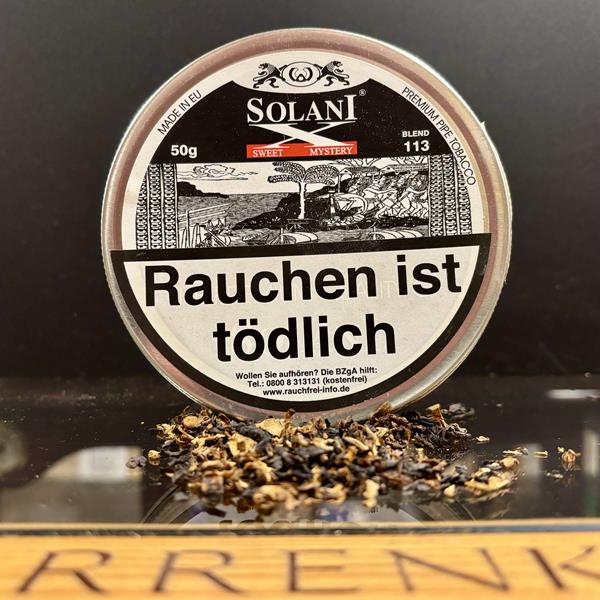 MADE IN EU
SOLANI®
PREMIUM PIPE TOBACCO
50g
X
SWEET MYSTERY
BLEND
113
Rauchen ist
tödlich
Wollen Sie aufhören? Die BZgA hilft:
Tel.: 0800 8 313131 (kostenfrei)
www.rauchfrei-info.de
RRENK